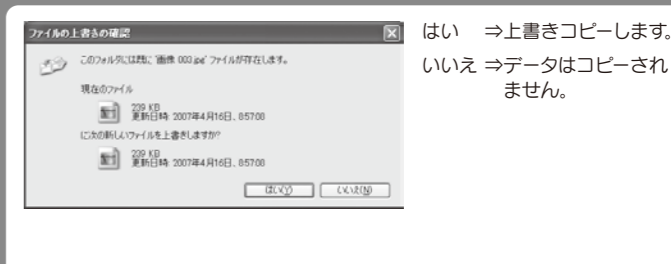 ファイルの上書きの確認
このフォルダには既に '画像 003.jpg' ファイルが存在します。
現在のファイル
239 KB
更新日時: 2007年4月16日、8:57:08
に次の新しいファイルを上書きしますか?
239 KB
更新日時: 2007年4月16日、8:57:08
はい(Y)
いいえ(N)
はい ⇒上書きコピーします。
いいえ ⇒データはコピーされ
ません。